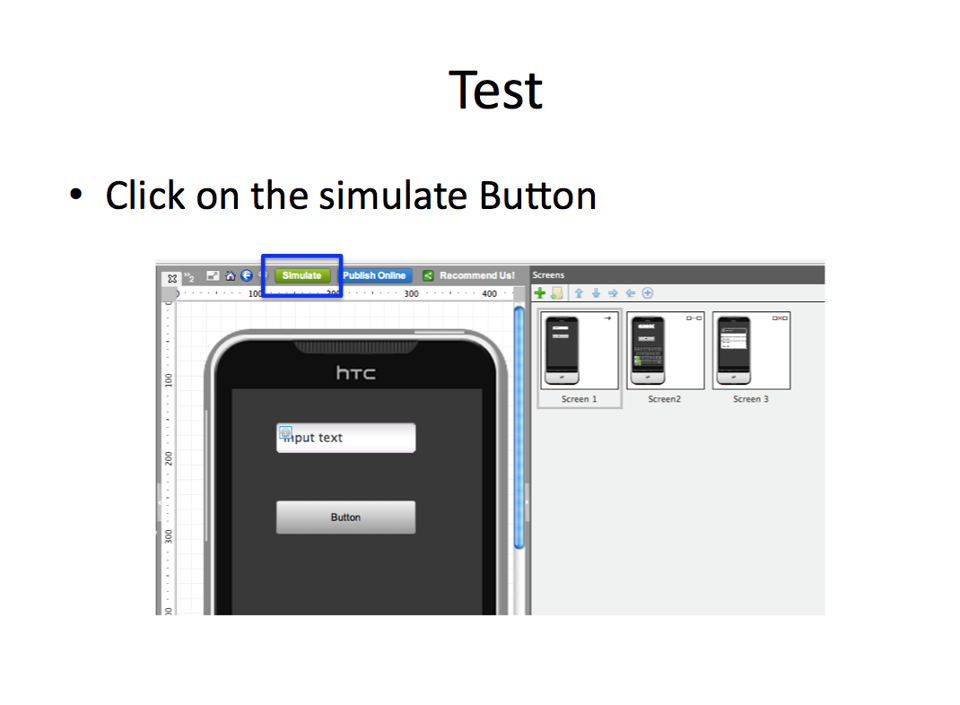 Test
• Click on the simulate Button
Simulate Publish Online Recommend Us!
Screens
100 200 300 400
hTC
Input text
Button
100
200
300
Screen 1 Screen2 Screen 3